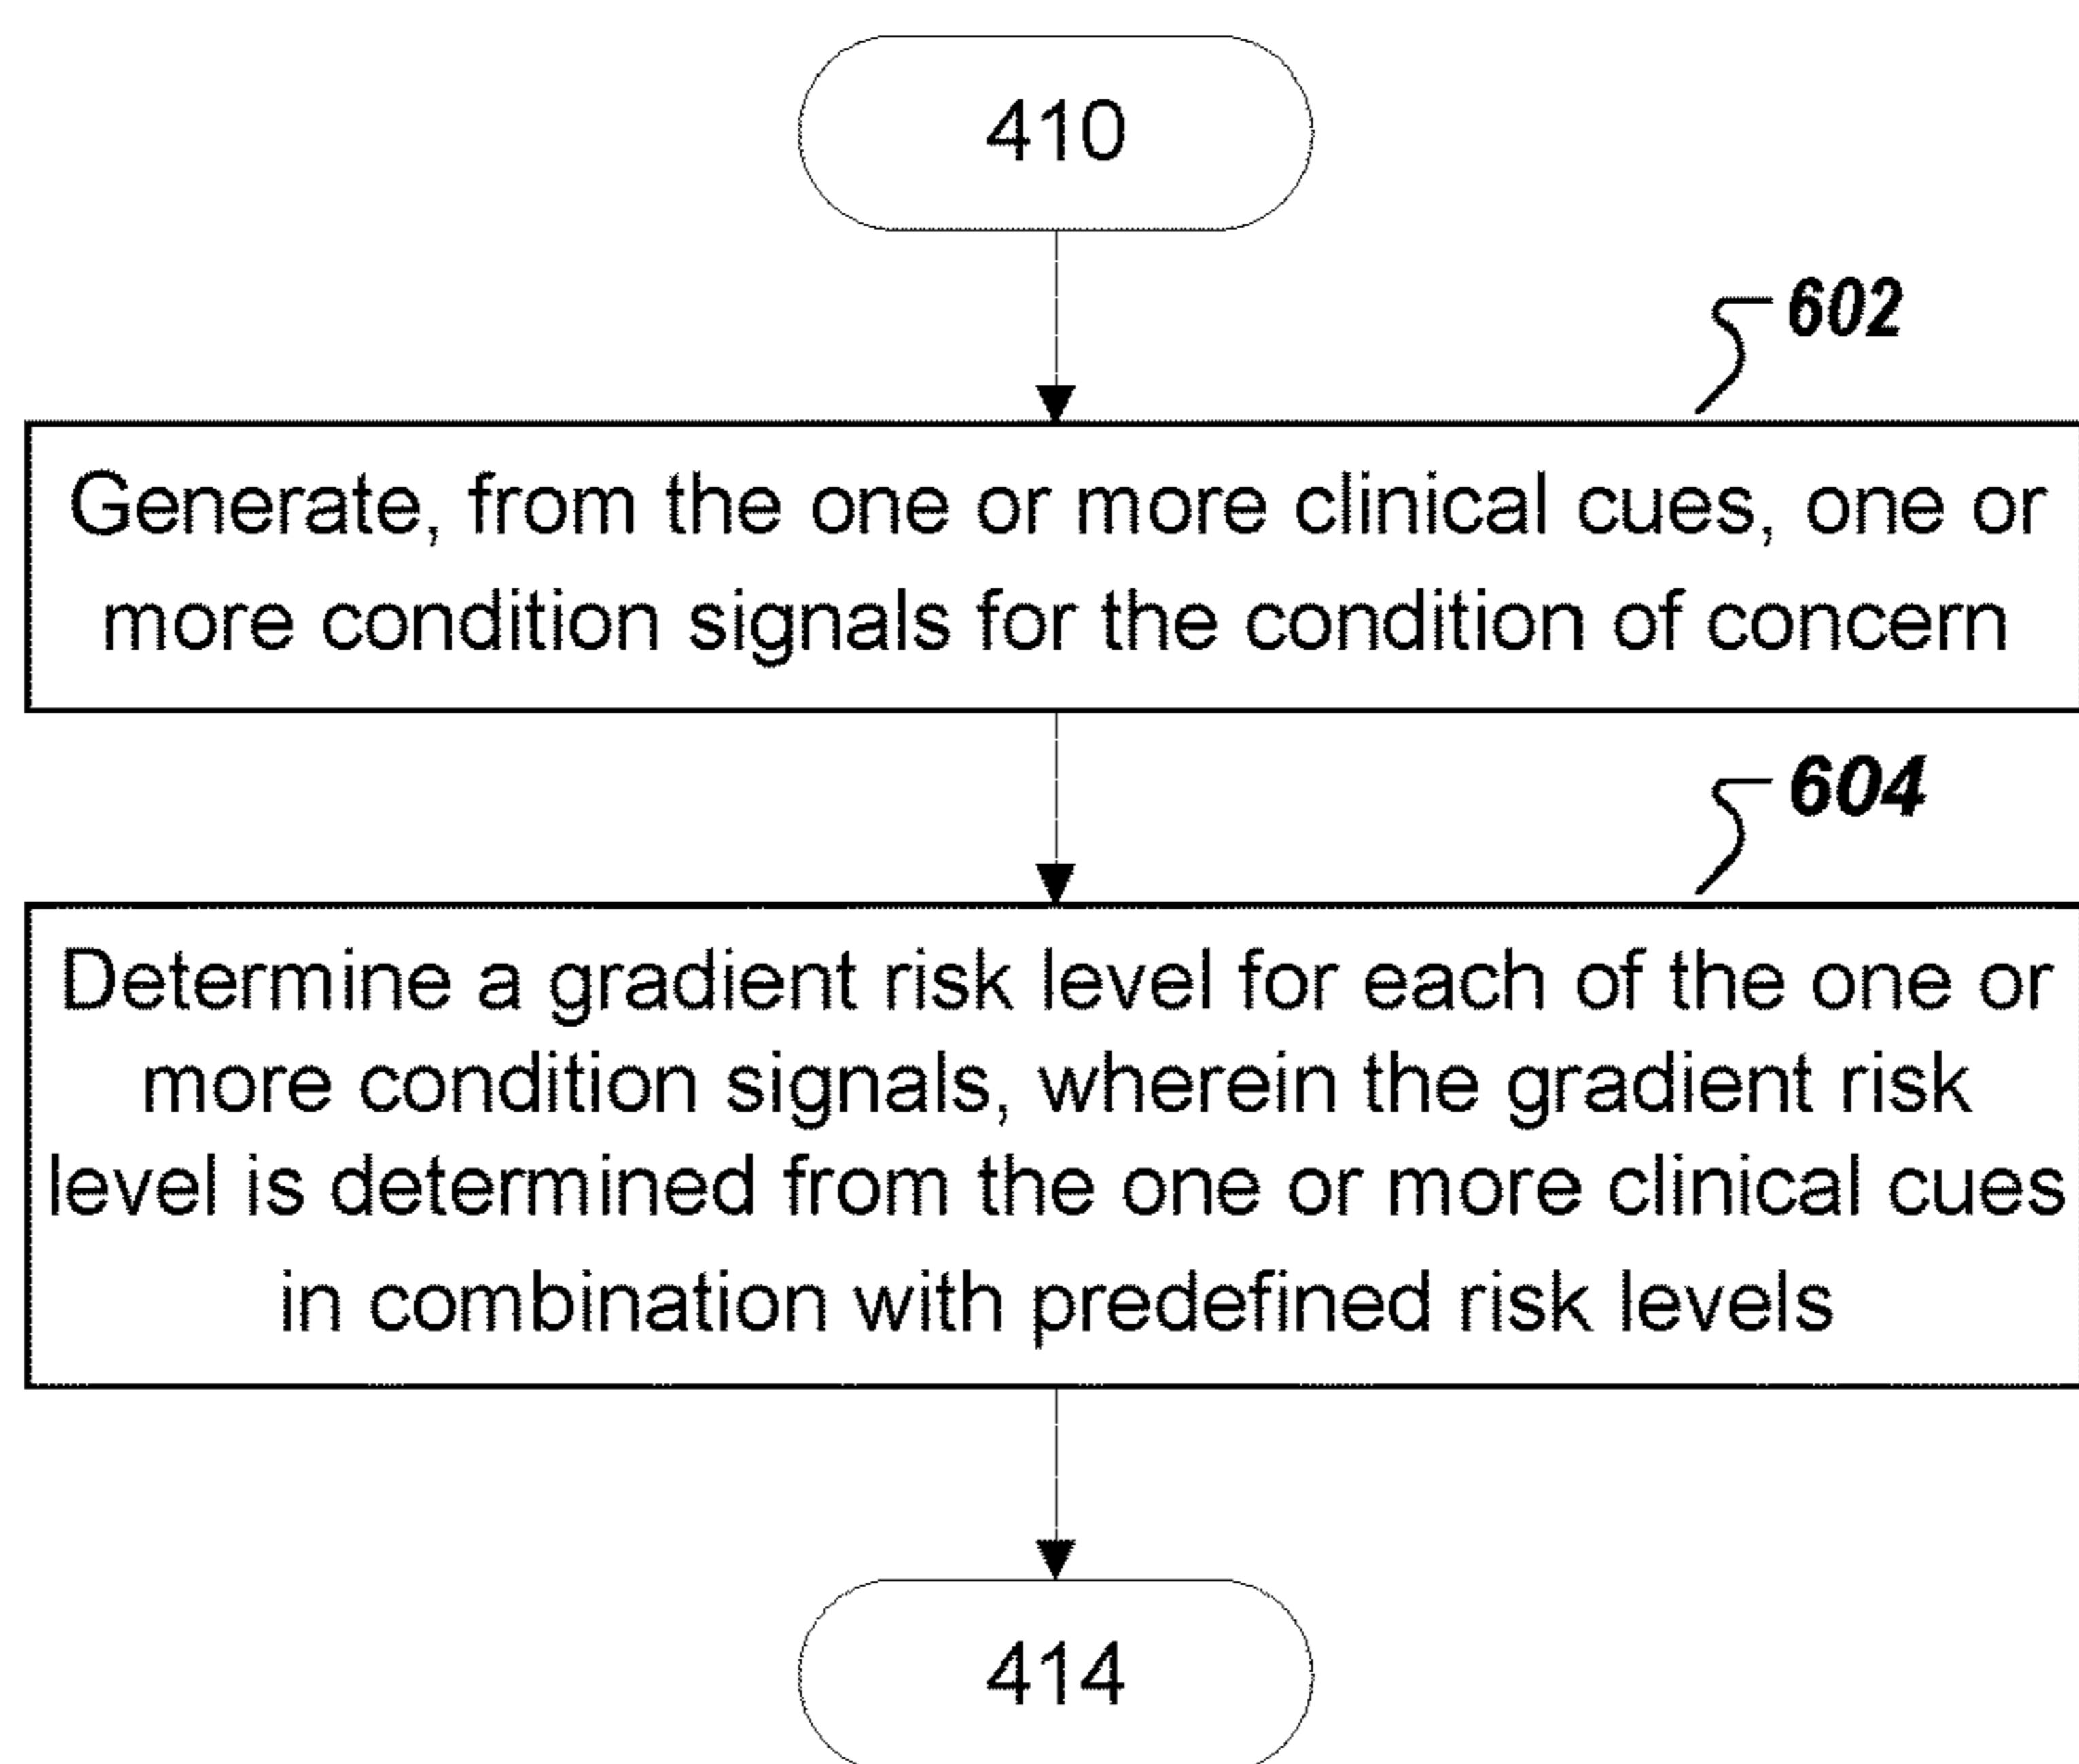 410
602
Generate, from the one or more clinical cues, one or
more condition signals for the condition of concern
604
Determine a gradient risk level for each of the one or
more condition signals, wherein the gradient risk
level is determined from the one or more clinical cues
in combination with predefined risk levels
414